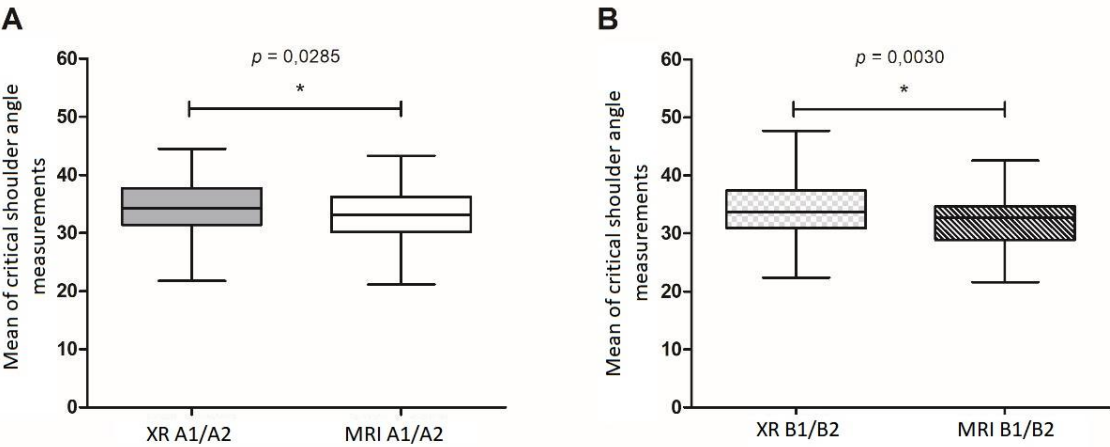 A
p = 0,0285
*
Mean of critical shoulder angle
measurements
60
50
40
30
20
10
0
XR A1/A2
MRI A1/A2
B
p = 0,0030
*
Mean of critical shoulder angle
measurements
60
50
40
30
20
10
0
XR B1/B2
MRI B1/B2